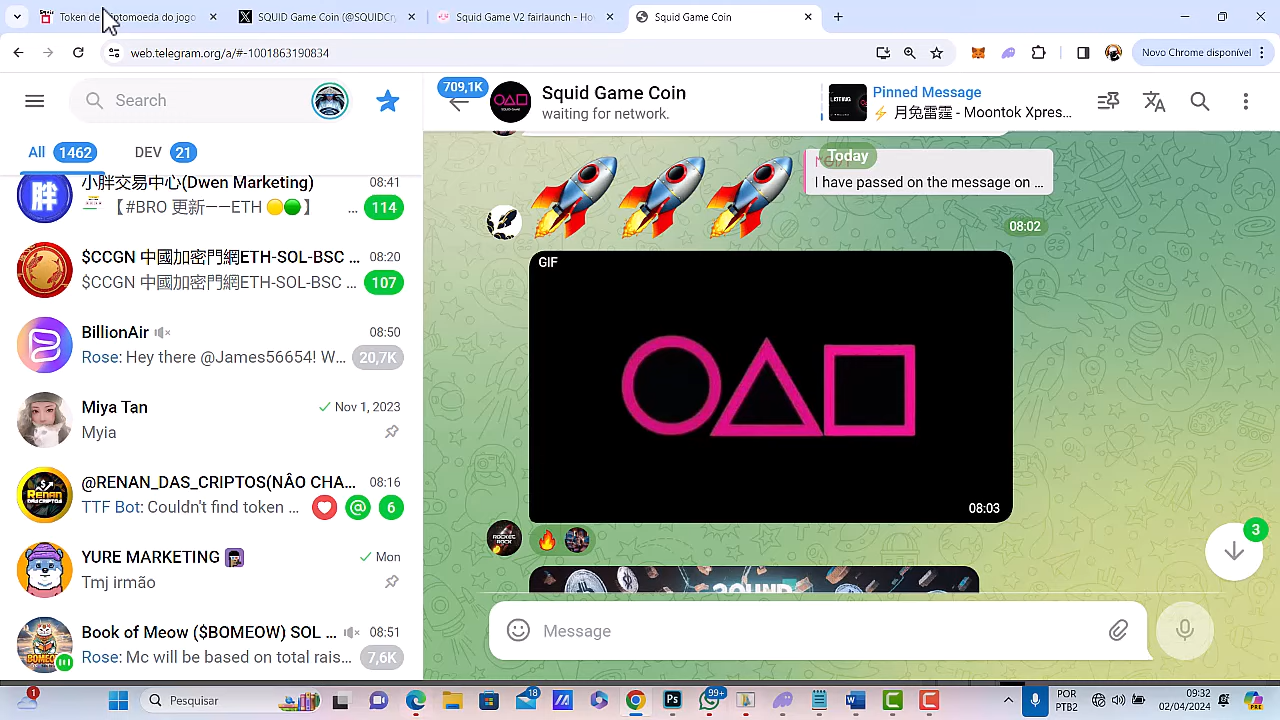 Token de
tomoeda do jogo
SQUID Game Coin (@SQUIDCr
Squid Game V2 fairlaunch - Ho
Squid Game Coin
web.telegram.org/a/#-1001863190834
Novo Chrome disponível
Search
709,1K
Squid Game Coin
waiting for network.
Pinned Message
⚡ 月兔雷霆 - Moontok Xpres...
All 1462
DEV 21
小胖交易中心(Dwen Marketing)
08:41
【#BRO 更新一一ETH 🟡🟢】 ...
114
$CCGN 中國加密門網ETH-SOL-BSC ...
08:20
$CCGN 中國加密門網ETH-SOL-BSC ...
107
BillionAir
08:50
Rose: Hey there @James56654! W...
20,7K
Miya Tan
Nov 1, 2023
Myia
@RENAN_DAS_CRIPTOS(NÂO CHA...
08:16
TTF Bot: Couldn't find token ...
@ 6
YURE MARKETING
Mon
Tmj irmão
Book of Meow ($BOMEOW) SOL ...
08:51
Rose: Mc will be based on total rais...
7,6K
Today
I have passed on the message on ...
08:02
GIF
08:03
3
Message
1
Pesquisar
18
99+
POR
PTB2
09:32
02/04/2024